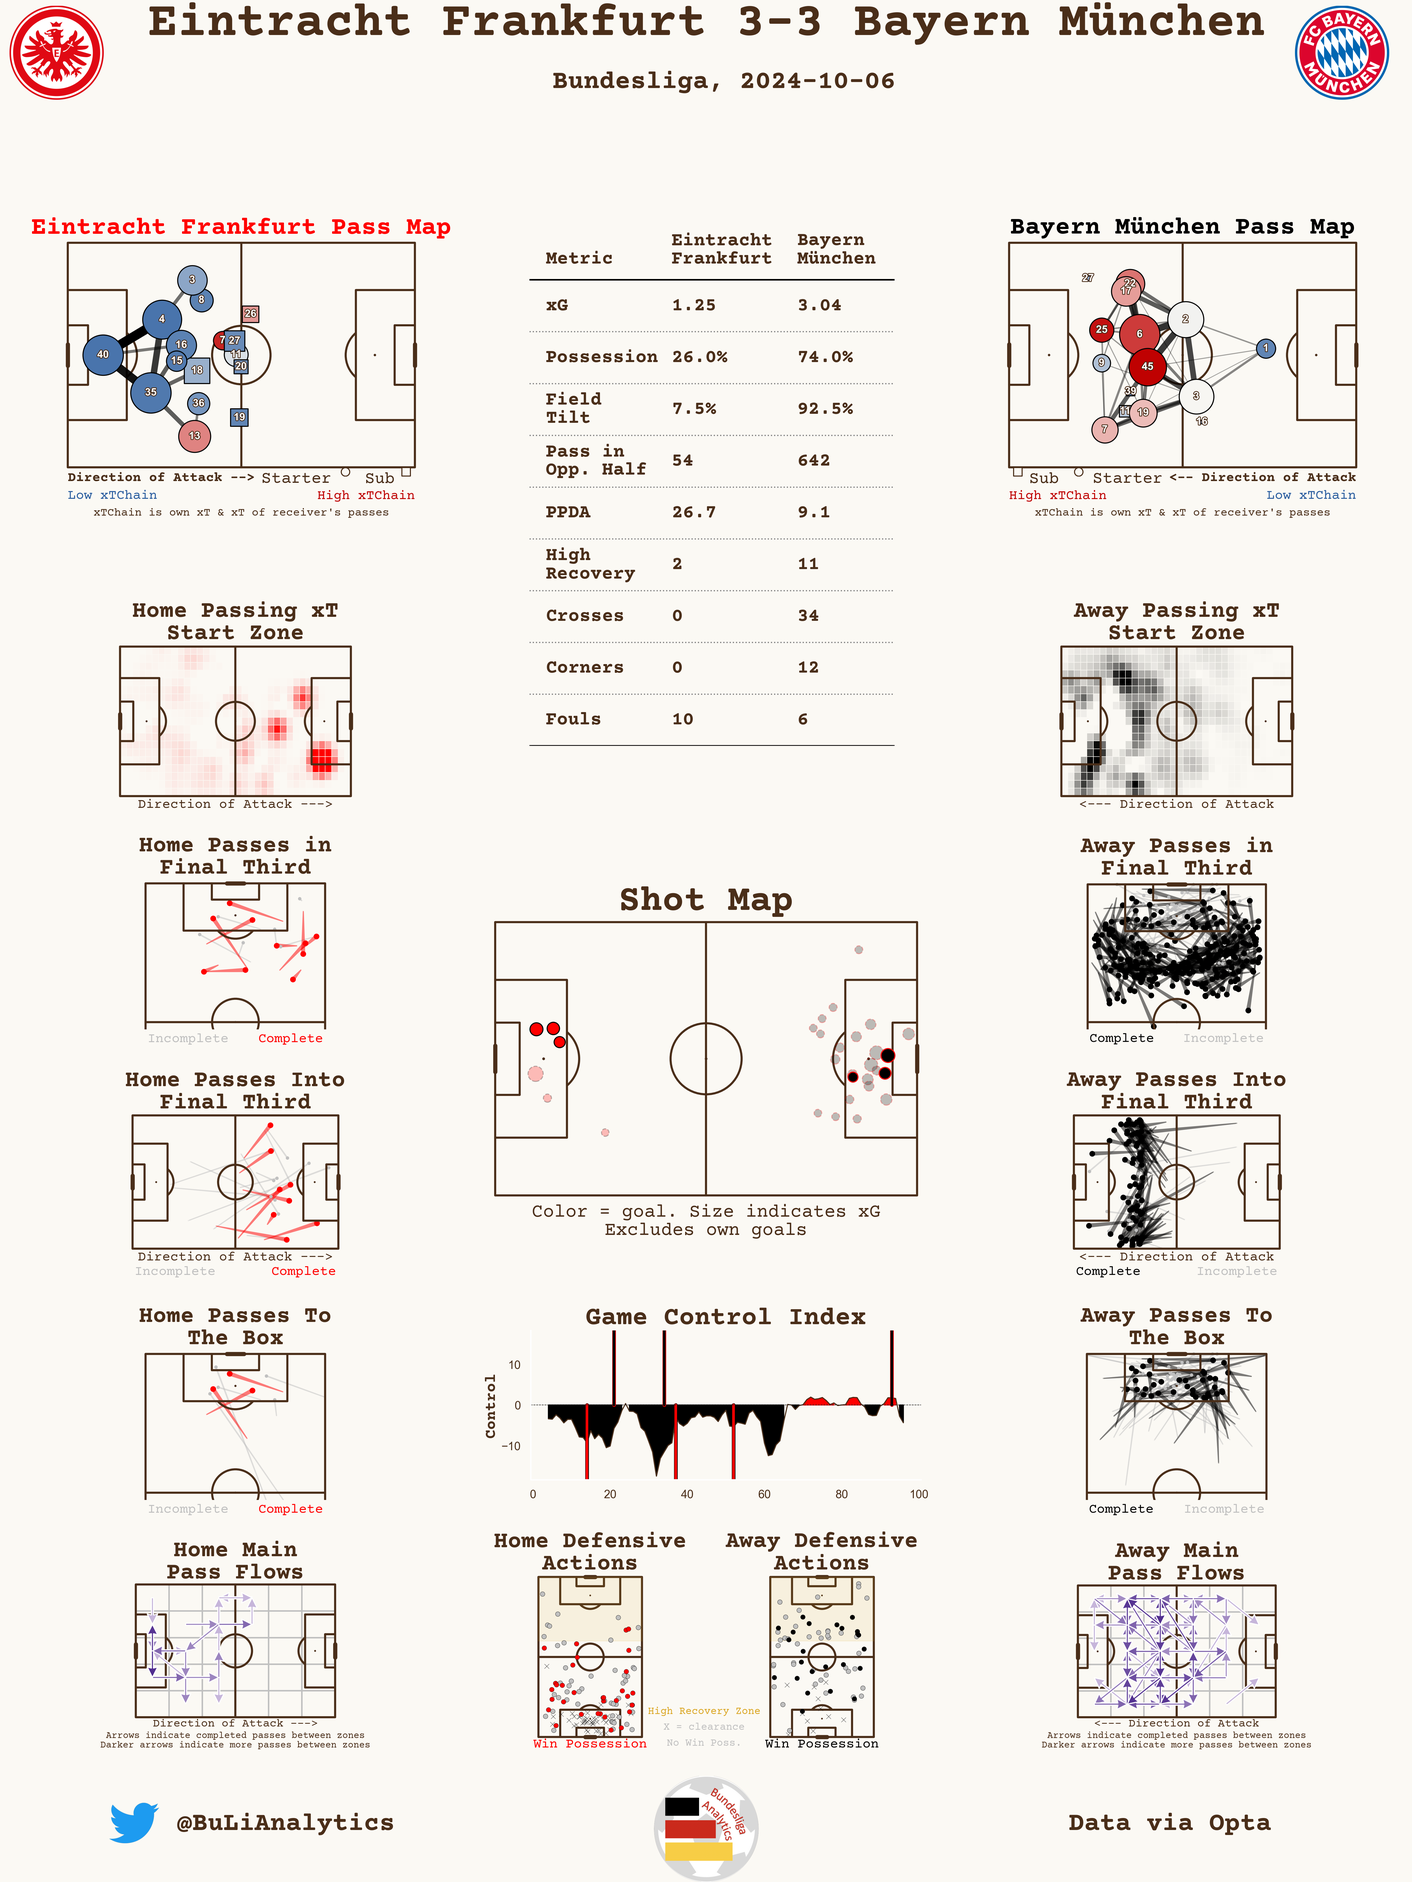 Eintracht Frankfurt 3-3 Bayern München
Bundesliga, 2024-10-06
FC BAYERN
MÜNCHEN
Eintracht Frankfurt Pass Map
3
8
4
26
7
27
16
40
11
15
20
18
35
36
19
13
Direction of Attack --> Starter Sub
Low xTChain High xTChain
xTChain is own xT & xT of receiver's passes
Metric Eintracht Frankfurt Bayern München
xG 1.25 3.04
Possession 26.0% 74.0%
Field Tilt 7.5% 92.5%
Pass in Opp. Half 54 642
PPDA 26.7 9.1
High Recovery 2 11
Crosses 0 34
Corners 0 12
Fouls 10 6
Bayern München Pass Map
27
22
17
2
25
6
1
9
45
39
3
11
19
16
7
Sub Starter <-- Direction of Attack
High xTChain Low xTChain
xTChain is own xT & xT of receiver's passes
Home Passing xT
Start Zone
Direction of Attack --->
Away Passing xT
Start Zone
<--- Direction of Attack
Home Passes in
Final Third
Incomplete Complete
Away Passes in
Final Third
Complete Incomplete
Shot Map
Color = goal. Size indicates xG
Excludes own goals
Home Passes Into
Final Third
Direction of Attack --->
Incomplete Complete
Away Passes Into
Final Third
<--- Direction of Attack
Complete Incomplete
Home Passes To
The Box
Incomplete Complete
Game Control Index
Control
10
0
−10
0 20 40 60 80 100
Away Passes To
The Box
Complete Incomplete
Home Main
Pass Flows
Direction of Attack --->
Arrows indicate completed passes between zones
Darker arrows indicate more passes between zones
Home Defensive
Actions
Win Possession
High Recovery Zone
X = clearance
No Win Poss.
Away Defensive
Actions
Win Possession
Away Main
Pass Flows
<--- Direction of Attack
Arrows indicate completed passes between zones
Darker arrows indicate more passes between zones
@BuLiAnalytics
Bundesliga
Analytics
Data via Opta